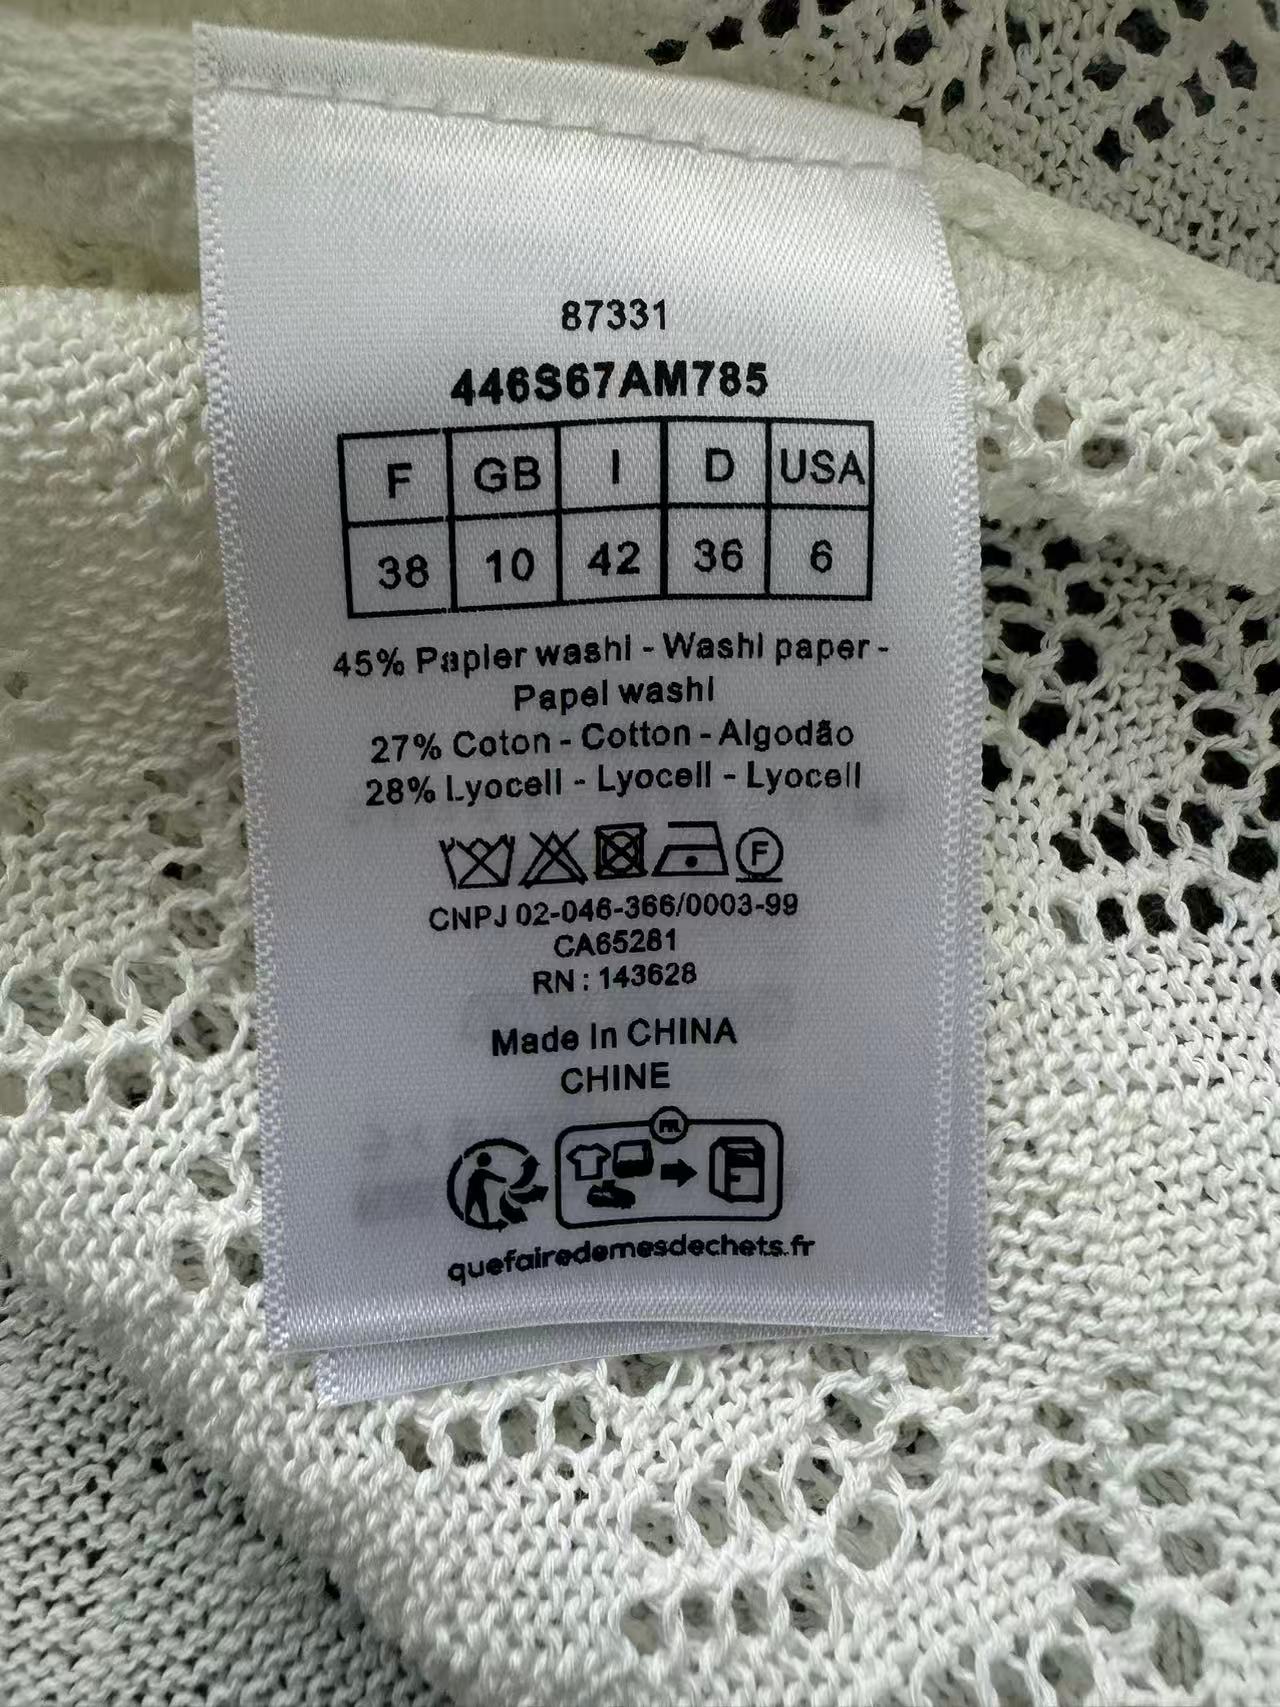 87331
446S67AM785
F GB I D USA
38 10 42 36 6
45% Papier washi - Washi paper -
Papel washi
27% Coton - Cotton - Algodão
28% Lyocell - Lyocell - Lyocell
F
CNPJ 02-046-366/0003-99
CA65281
RN : 143628
Made in CHINA
CHINE
FR
quefairedemesdechets.fr